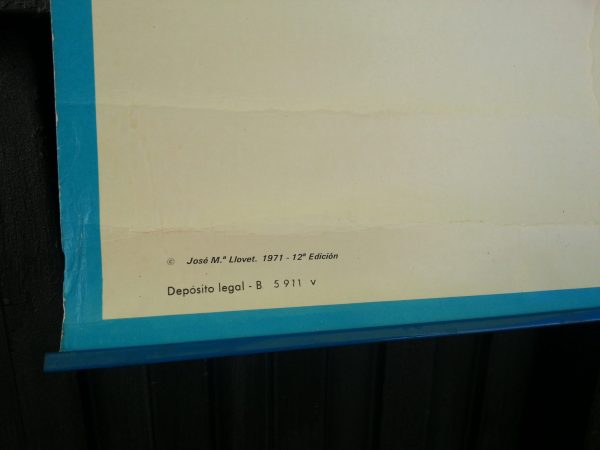 © José M.ª Llovet. 1971 - 12ª Edición
Depósito legal - B 5 911 v